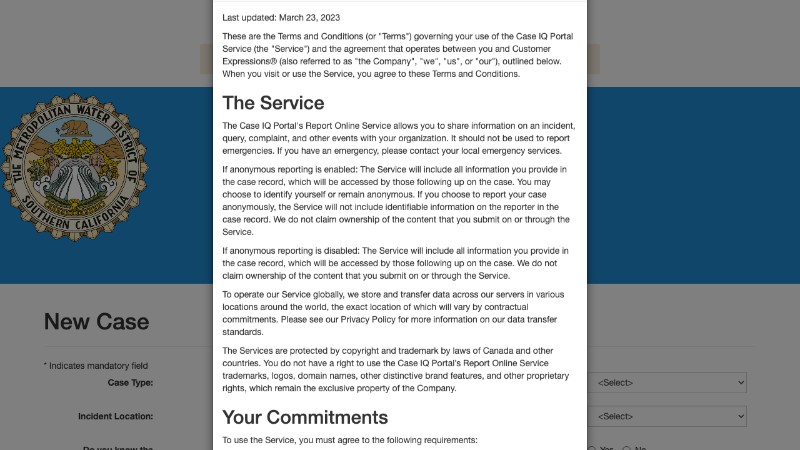 Last updated: March 23, 2023
These are the Terms and Conditions (or "Terms") governing your use of the Case IQ Portal
Service (the "Service") and the agreement that operates between you and Customer
Expressions® (also referred to as "the Company", "we", "us", or "our"), outlined below.
When you visit or use the Service, you agree to these Terms and Conditions.
The Service
The Case IQ Portal's Report Online Service allows you to share information on an incident,
query, complaint, and other events with your organization. It should not be used to report
emergencies. If you have an emergency, please contact your local emergency services.
If anonymous reporting is enabled: The Service will include all information you provide in
the case record, which will be accessed by those following up on the case. You may
choose to identify yourself or remain anonymous. If you choose to report your case
anonymously, the Service will not include identifiable information on the reporter in the
case record. We do not claim ownership of the content that you submit on or through the
Service.
If anonymous reporting is disabled: The Service will include all information you provide in
the case record, which will be accessed by those following up on the case. We do not
claim ownership of the content that you submit on or through the Service.
To operate our Service globally, we store and transfer data across our servers in various
locations around the world, the exact location of which will vary by contractual
commitments. Please see our Privacy Policy for more information on our data transfer
standards.
The Services are protected by copyright and trademark by laws of Canada and other
countries. You do not have a right to use the Case IQ Portal's Report Online Service
trademarks, logos, domain names, other distinctive brand features, and other proprietary
rights, which remain the exclusive property of the Company.
Your Commitments
To use the Service, you must agree to the following requirements:
THE METROPOLITAN WATER DISTRICT OF
SOUTHERN CALIFORNIA
New Case
* Indicates mandatory field
Case Type:
<Select>
Incident Location:
<Select>
Do you know the
Yes No